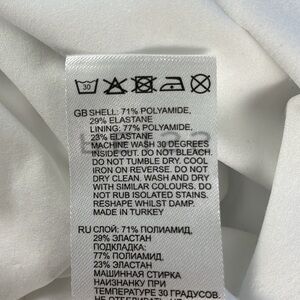 30
GB SHELL: 71% POLYAMIDE,
29% ELASTANE
LINING: 77% POLYAMIDE,
23% ELASTANE
MACHINE WASH 30 DEGREES
INSIDE OUT. DO NOT BLEACH.
DO NOT TUMBLE DRY. COOL
IRON ON REVERSE. DO NOT
DRY CLEAN. WASH AND DRY
WITH SIMILAR COLOURS. DO
NOT RUB ISOLATED STAINS.
RESHAPE WHILST DAMP.
MADE IN TURKEY
RU СЛОЙ: 71% ПОЛИАМИД,
29% ЭЛАСТАН
ПОДКЛАДКА:
77% ПОЛИАМИД,
23% ЭЛАСТАН
МАШИННАЯ СТИРКА
НАИЗНАНКУ ПРИ
ТЕМПЕРАТУРЕ 30 ГРАДУСОВ.